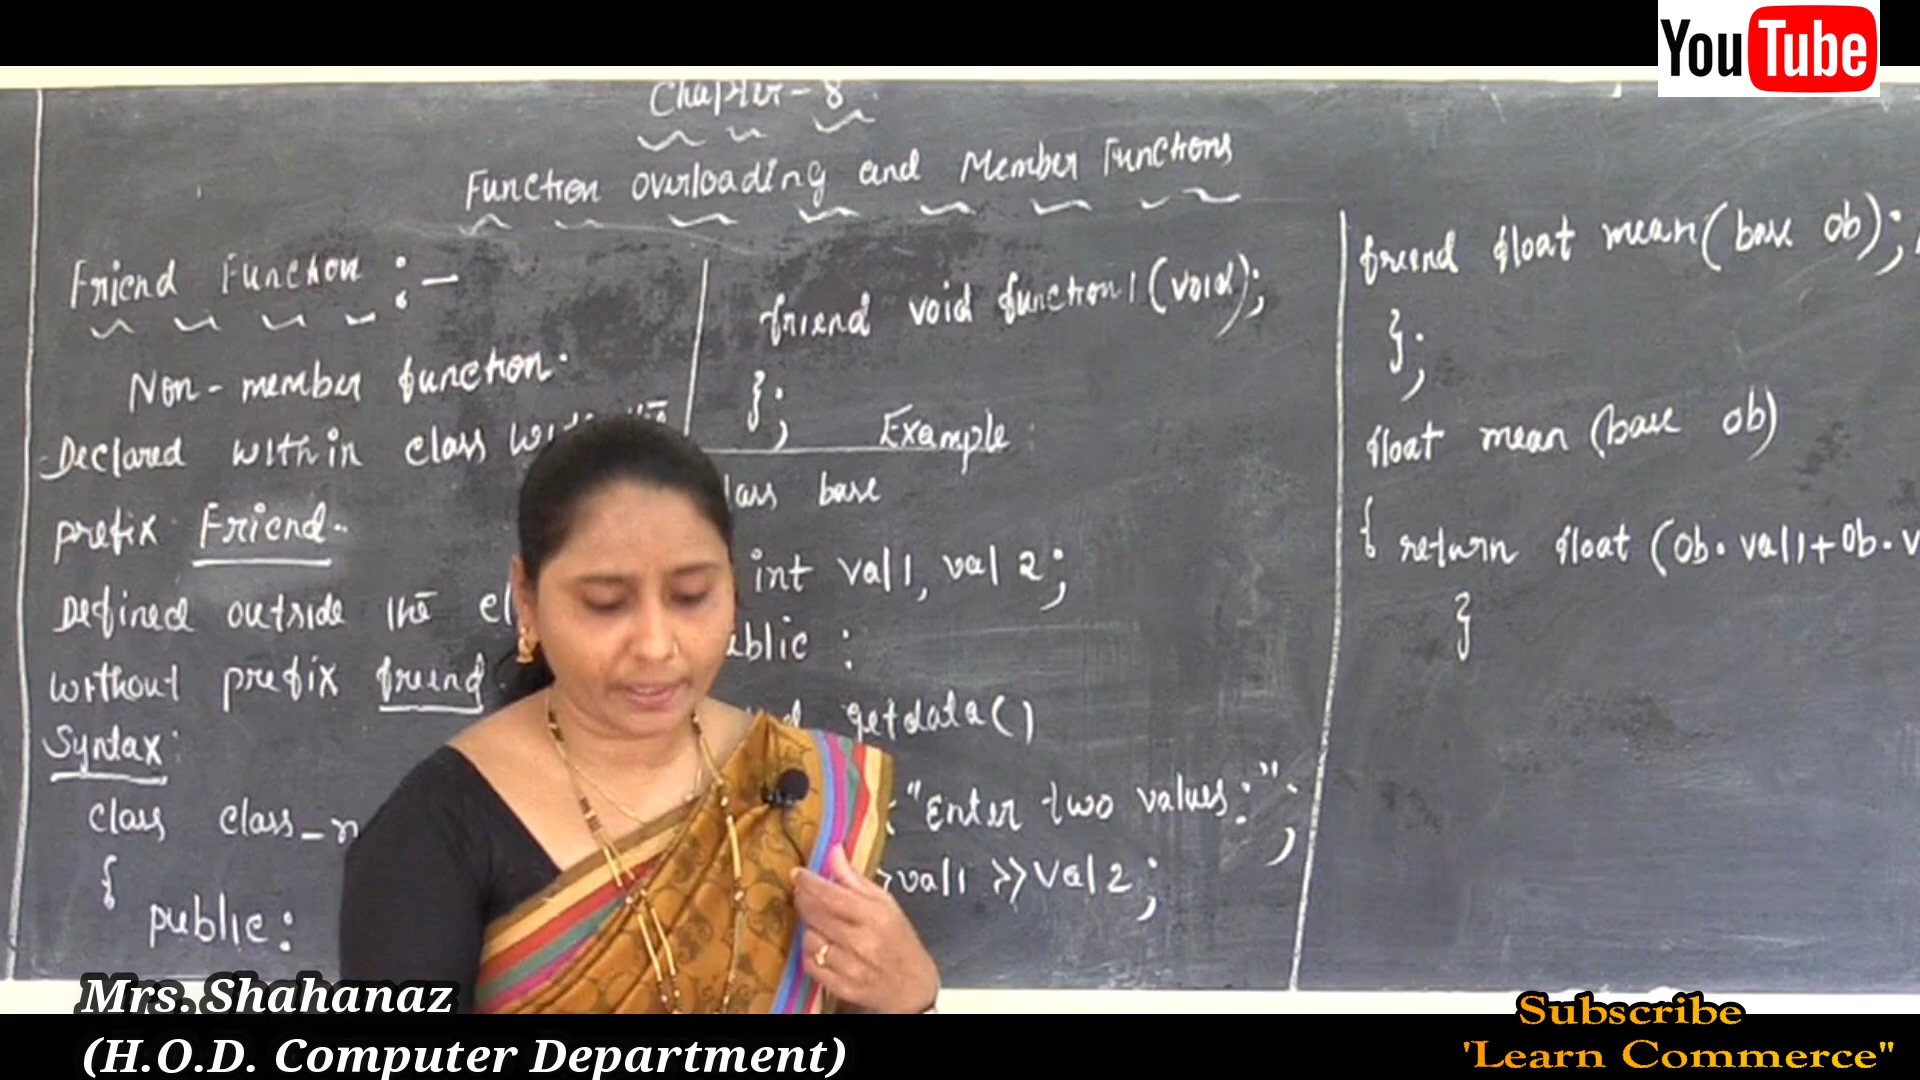 YouTube
Chapter - 8
Function overloading and Member Functions
Friend Function :-
Non-member function.
Declared within class
prefix Friend.
Defined outside the
without prefix friend.
Syntax:
class
{
public:
friend void function1(void);
};
Example:
base
int val1, val2;
:
getdata()
"Enter two values:";
val1 >> val2;
friend float mean(base ob);
};
float mean (base ob)
{ return float (ob.val1+ob.
}
Mrs. Shahanaz
(H.O.D. Computer Department)
Subscribe
'Learn Commerce"